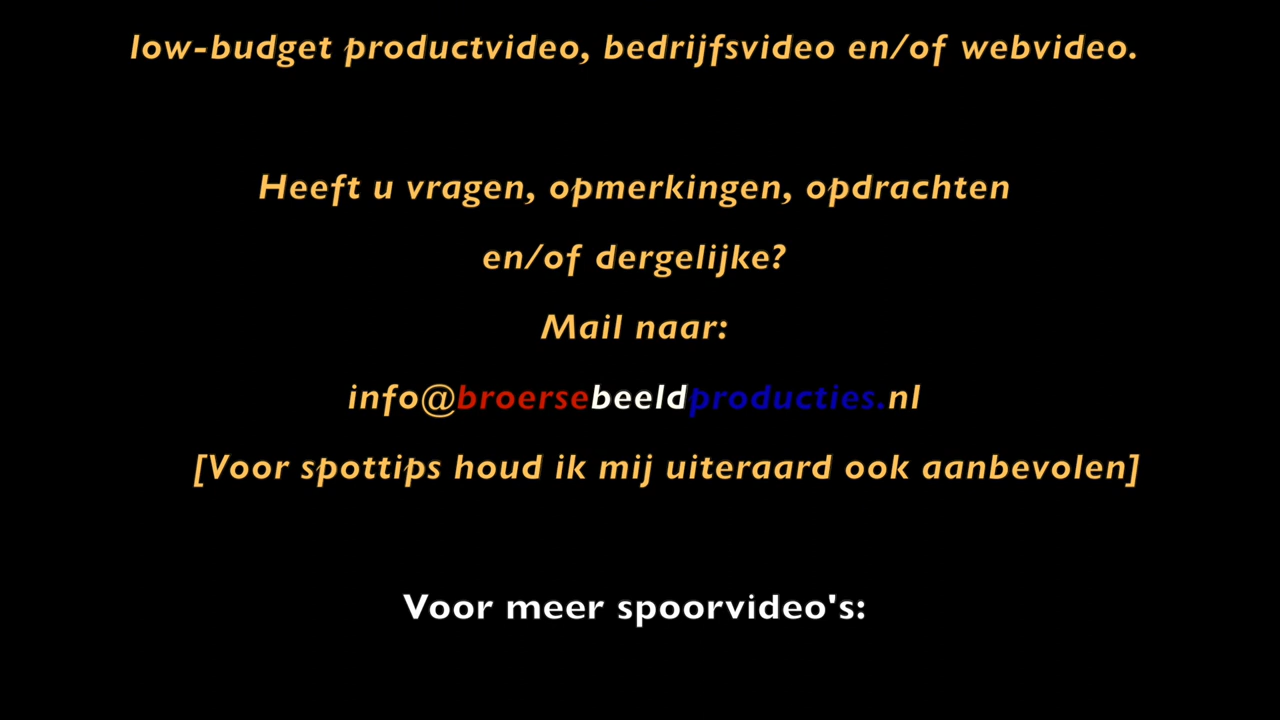 low-budget productvideo, bedrijfsvideo en/of webvideo.
Heeft u vragen, opmerkingen, opdrachten
en/of dergelijke?
Mail naar:
info@broersebeeldproducties.nl
[Voor spottips houd ik mij uiteraard ook aanbevolen]
Voor meer spoorvideo's: